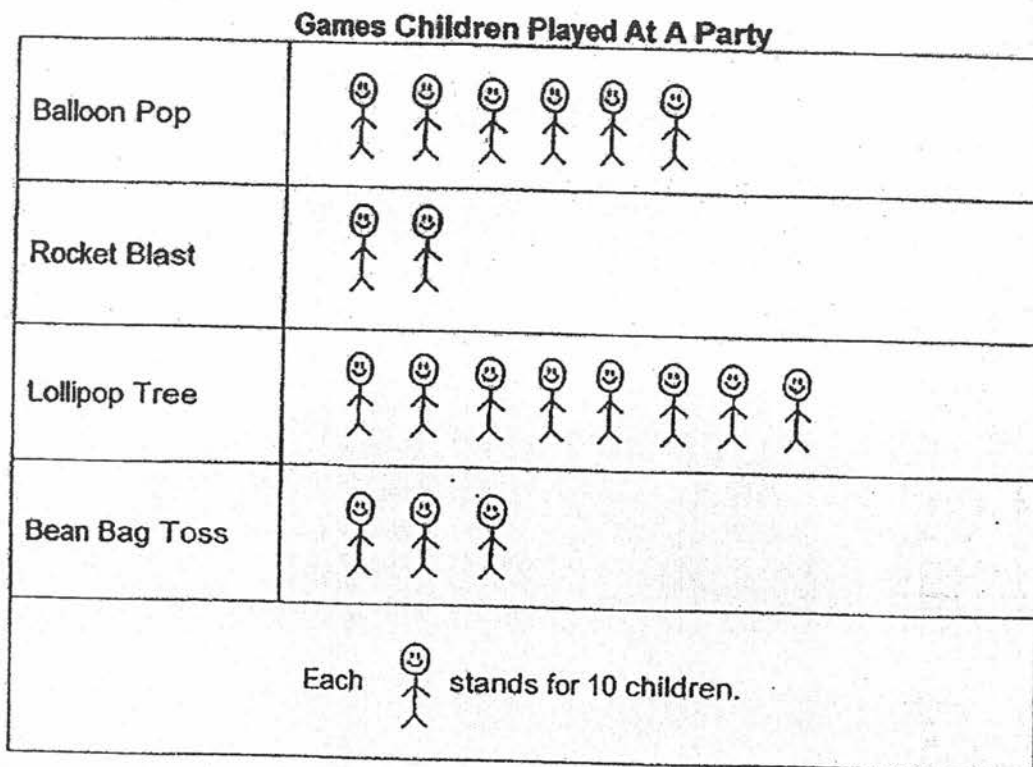 Games Children Played At A Party
Balloon Pop
Rocket Blast
Lollipop Tree
Bean Bag Toss
Each stands for 10 children.